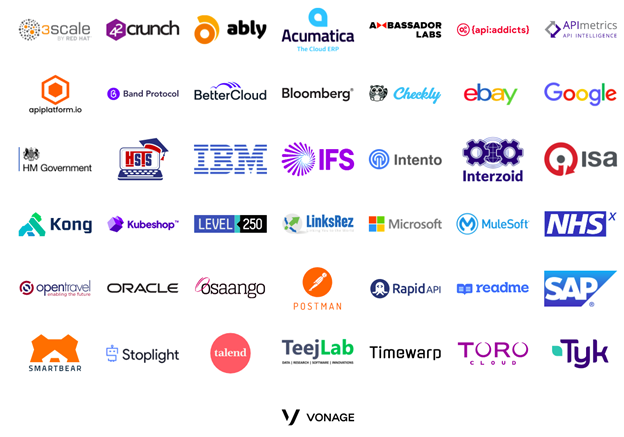 3scale
BY RED HAT
42crunch
ably
Acumatica
The Cloud ERP
AMBASSADOR
LABS
{api:addicts}
APImetrics
API INTELLIGENCE
apiplatform.io
Band Protocol
BetterCloud
Bloomberg®
Checkly
ebay
Google
HM Government
HSTS
IBM
IFS
Intento
Interzoid
isa
Kong
Kubeshop™
LEVEL 250
LinksRez
Microsoft
MuleSoft
NHS X
opentravel
enabling the future
ORACLE
Osaango
POSTMAN
RapidAPI
readme
SAP®
SMARTBEAR
Stoplight
talend
TeejLab
DATA | RESEARCH | SOFTWARE | INNOVATIONS
Timewarp
TORO
CLOUD
Tyk
VONAGE